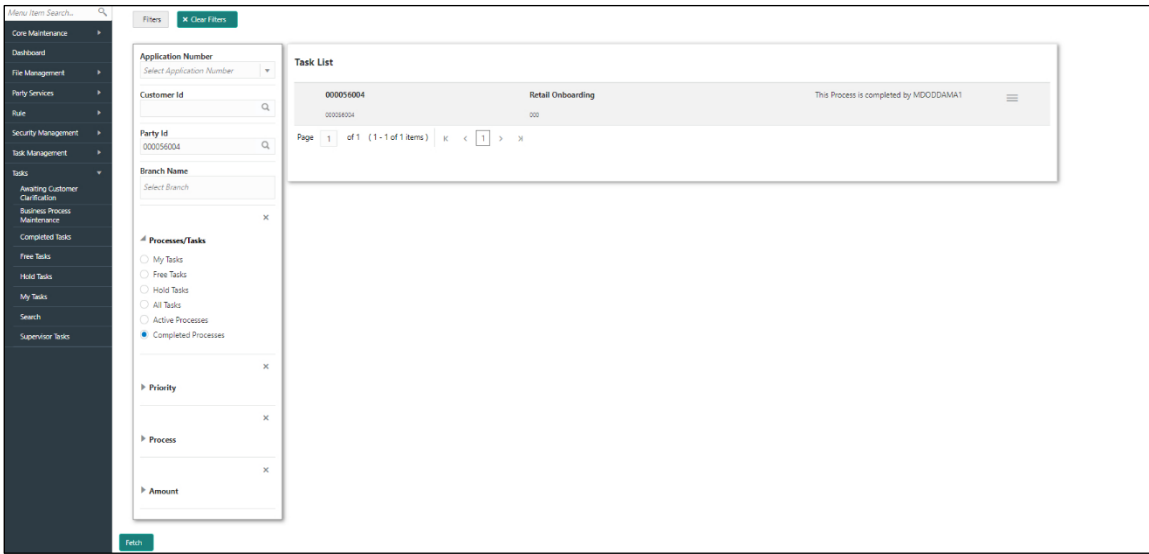 Menu Item Search...
Core Maintenance
Dashboard
File Management
Party Services
Rule
Security Management
Task Management
Tasks
Awaiting Customer
Clarification
Business Process
Maintenance
Completed Tasks
Free Tasks
Hold Tasks
My Tasks
Search
Supervisor Tasks
Filters
× Clear Filters
Application Number
Select Application Number
Customer Id
Party Id
000056004
Branch Name
Select Branch
Processes/Tasks
My Tasks
Free Tasks
Hold Tasks
All Tasks
Active Processes
Completed Processes
Priority
Process
Amount
Fetch
Task List
000056004 Retail Onboarding This Process is completed by MDODDAMA1
000056004 000
Page 1 of 1 (1 - 1 of 1 items) 1